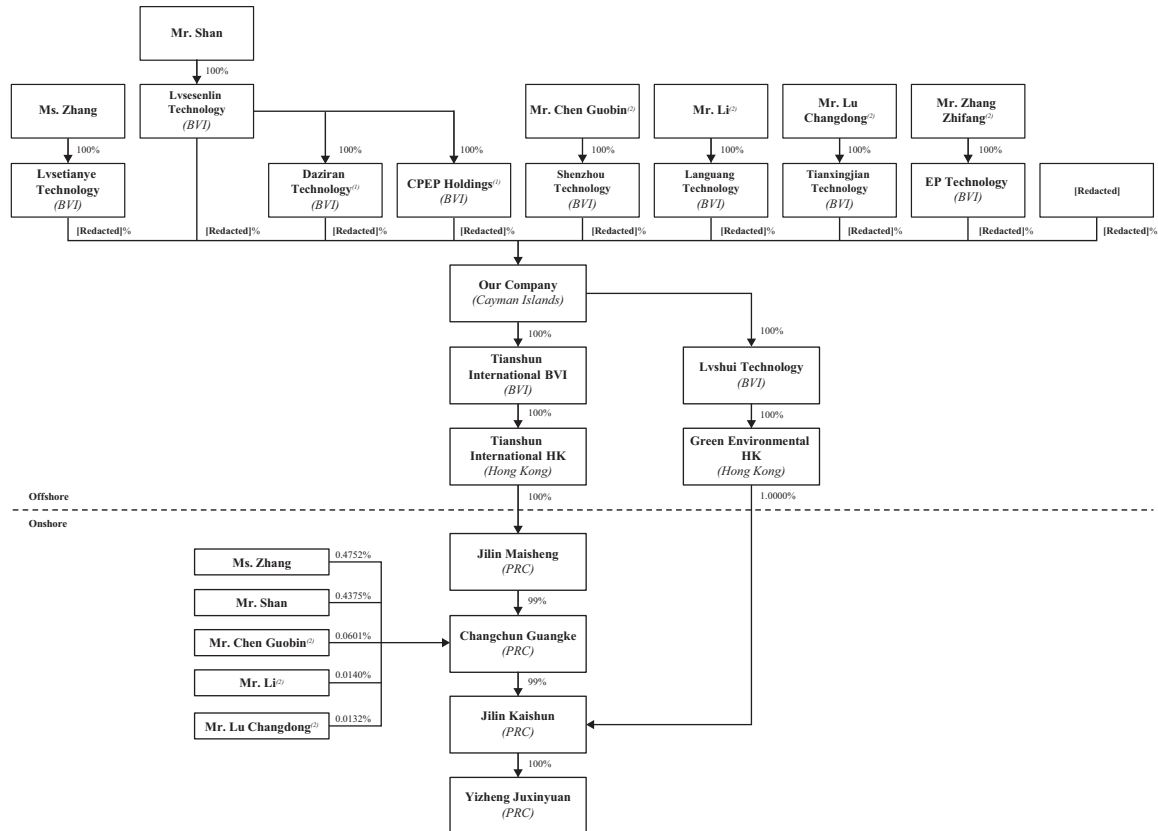 Mr. Shan
100%
Ms. Zhang
Lvsesenlin
Technology
(BVI)
Mr. Chen Guobin(2)
Mr. Li(2)
Mr. Lu
Changdong(2)
Mr. Zhang
Zhifang(2)
100%
100%
100%
100%
100%
100%
100%
Lvsetianye
Technology
(BVI)
Daziran
Technology(1)
(BVI)
CPEP Holdings(1)
(BVI)
Shenzhou
Technology
(BVI)
Languang
Technology
(BVI)
Tianxingjian
Technology
(BVI)
EP Technology
(BVI)
[Redacted]
[Redacted]%
[Redacted]%
[Redacted]%
[Redacted]%
[Redacted]%
[Redacted]%
[Redacted]%
[Redacted]%
[Redacted]%
Our Company
(Cayman Islands)
100%
100%
Tianshun
International BVI
(BVI)
Lvshui Technology
(BVI)
100%
100%
Tianshun
International HK
(Hong Kong)
Green Environmental
HK
(Hong Kong)
Offshore
100%
1.0000%
Onshore
Ms. Zhang
0.4752%
Jilin Maisheng
(PRC)
Mr. Shan
0.4375%
99%
Mr. Chen Guobin(2)
0.0601%
Changchun Guangke
(PRC)
Mr. Li(2)
0.0140%
99%
Mr. Lu Changdong(2)
0.0132%
Jilin Kaishun
(PRC)
100%
Yizheng Juxinyuan
(PRC)